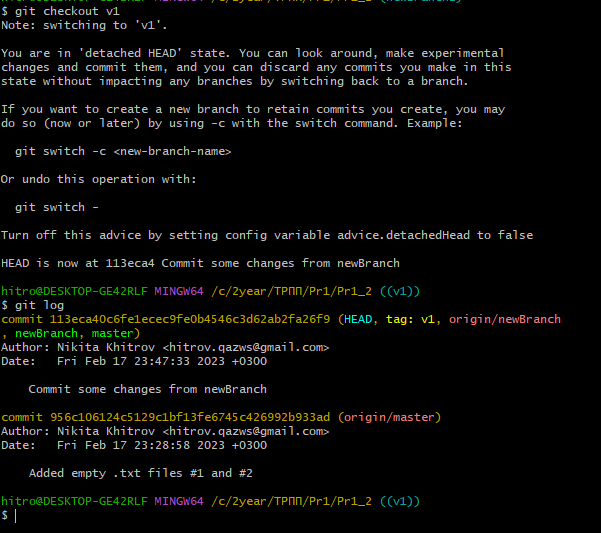 $ git checkout v1
Note: switching to 'v1'.
You are in 'detached HEAD' state. You can look around, make experimental
changes and commit them, and you can discard any commits you make in this
state without impacting any branches by switching back to a branch.
If you want to create a new branch to retain commits you create, you may
do so (now or later) by using -c with the switch command. Example:
git switch -c <new-branch-name>
Or undo this operation with:
git switch -
Turn off this advice by setting config variable advice.detachedHead to false
HEAD is now at 113eca4 Commit some changes from newBranch
hitro@DESKTOP-GE42RLF MINGW64 /c/2year/ТРПП/Pr1/Pr1_2 ((v1))
$ git log
commit 113eca40c6fe1ecec9fe0b4546c3d62ab2fa26f9 (HEAD, tag: v1, origin/newBranch
, newBranch, master)
Author: Nikita Khitrov <hitrov.qazws@gmail.com>
Date:   Fri Feb 17 23:47:33 2023 +0300
Commit some changes from newBranch
commit 956c106124c5129c1bf13fe6745c426992b933ad (origin/master)
Author: Nikita Khitrov <hitrov.qazws@gmail.com>
Date:   Fri Feb 17 23:28:58 2023 +0300
Added empty .txt files #1 and #2
hitro@DESKTOP-GE42RLF MINGW64 /c/2year/ТРПП/Pr1/Pr1_2 ((v1))
$